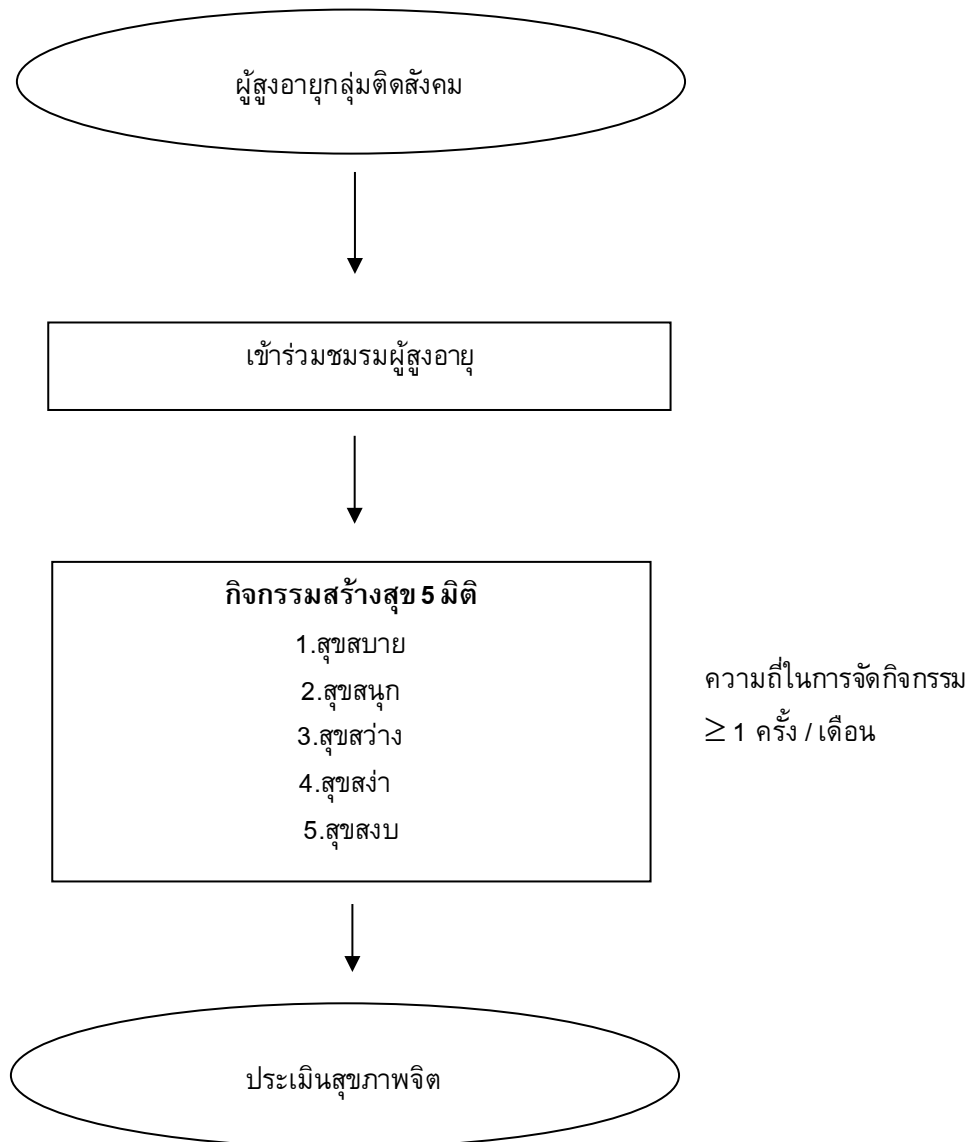 ผู้สูงอายุกลุ่มติดสังคม
เข้าร่วมชมรมผู้สูงอายุ
กิจกรรมสร้างสุข 5 มิติ
1.สุขสบาย
2.สุขสนุก
3.สุขสว่าง
4.สุขสง่า
5.สุขสงบ
ความถี่ในการจัดกิจกรรม
≥ 1 ครั้ง / เดือน
ประเมินสุขภาพจิต